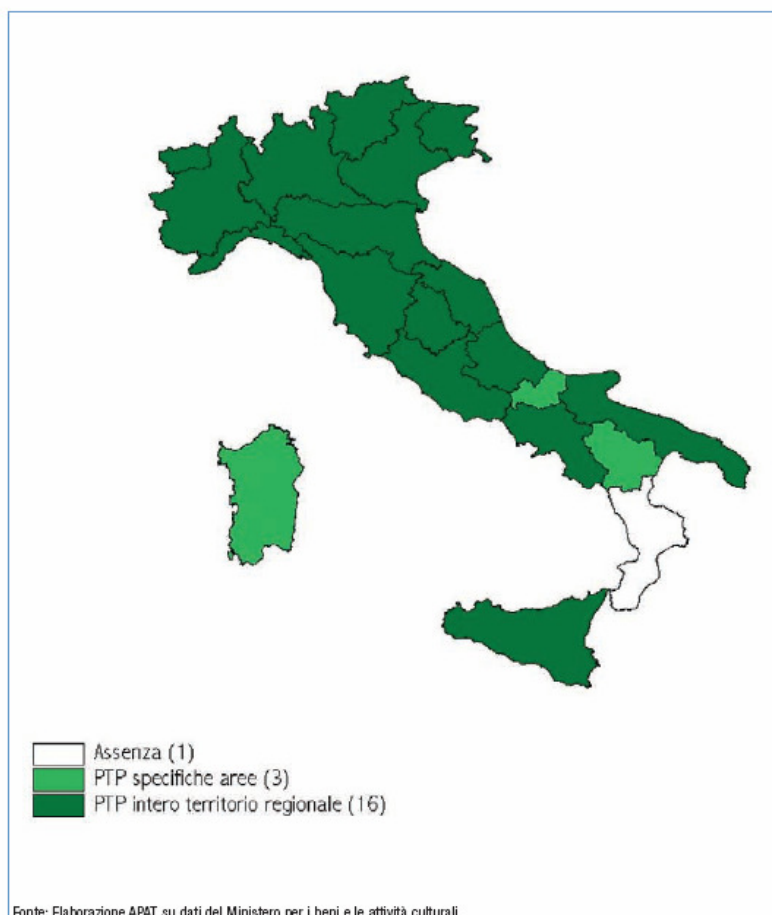 Assenza (1)
PTP specifiche aree (3)
PTP intero territorio regionale (16)
Fonte: Elaborazione APAT su dati del Ministero per i beni e le attività culturali